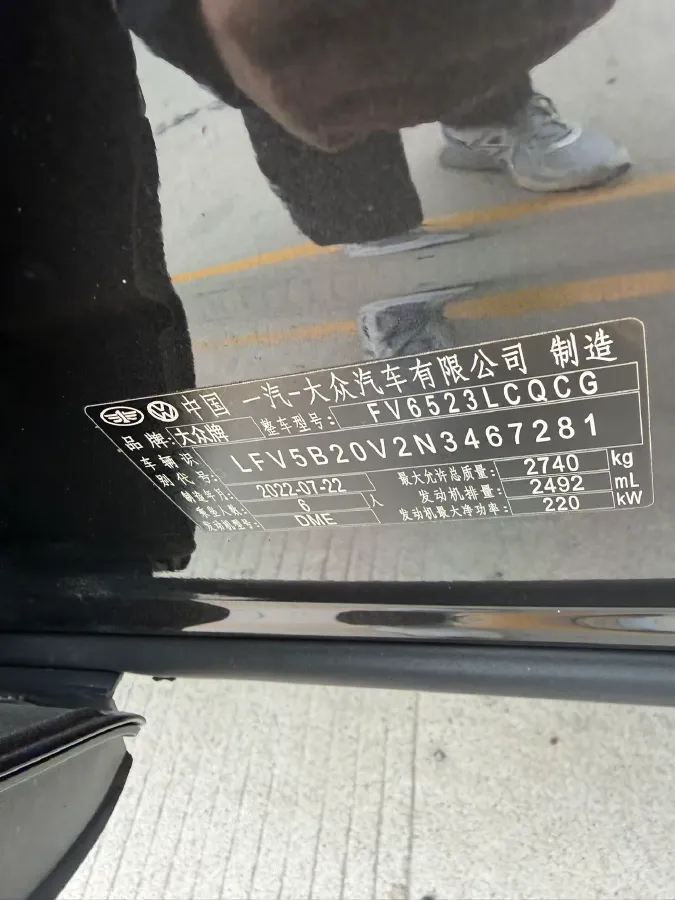 中国 一汽-大众汽车有限公司 制造
品牌: 大众牌 整车型号: FV6523LCQCG
车辆识别代号: LFV5B20V2N3467281
制造年月: 2022-07-22 最大允许总质量: 2740 kg
乘坐人数: 6 人 发动机排量: 2492 mL
发动机型号: DME 发动机最大净功率: 220 kW